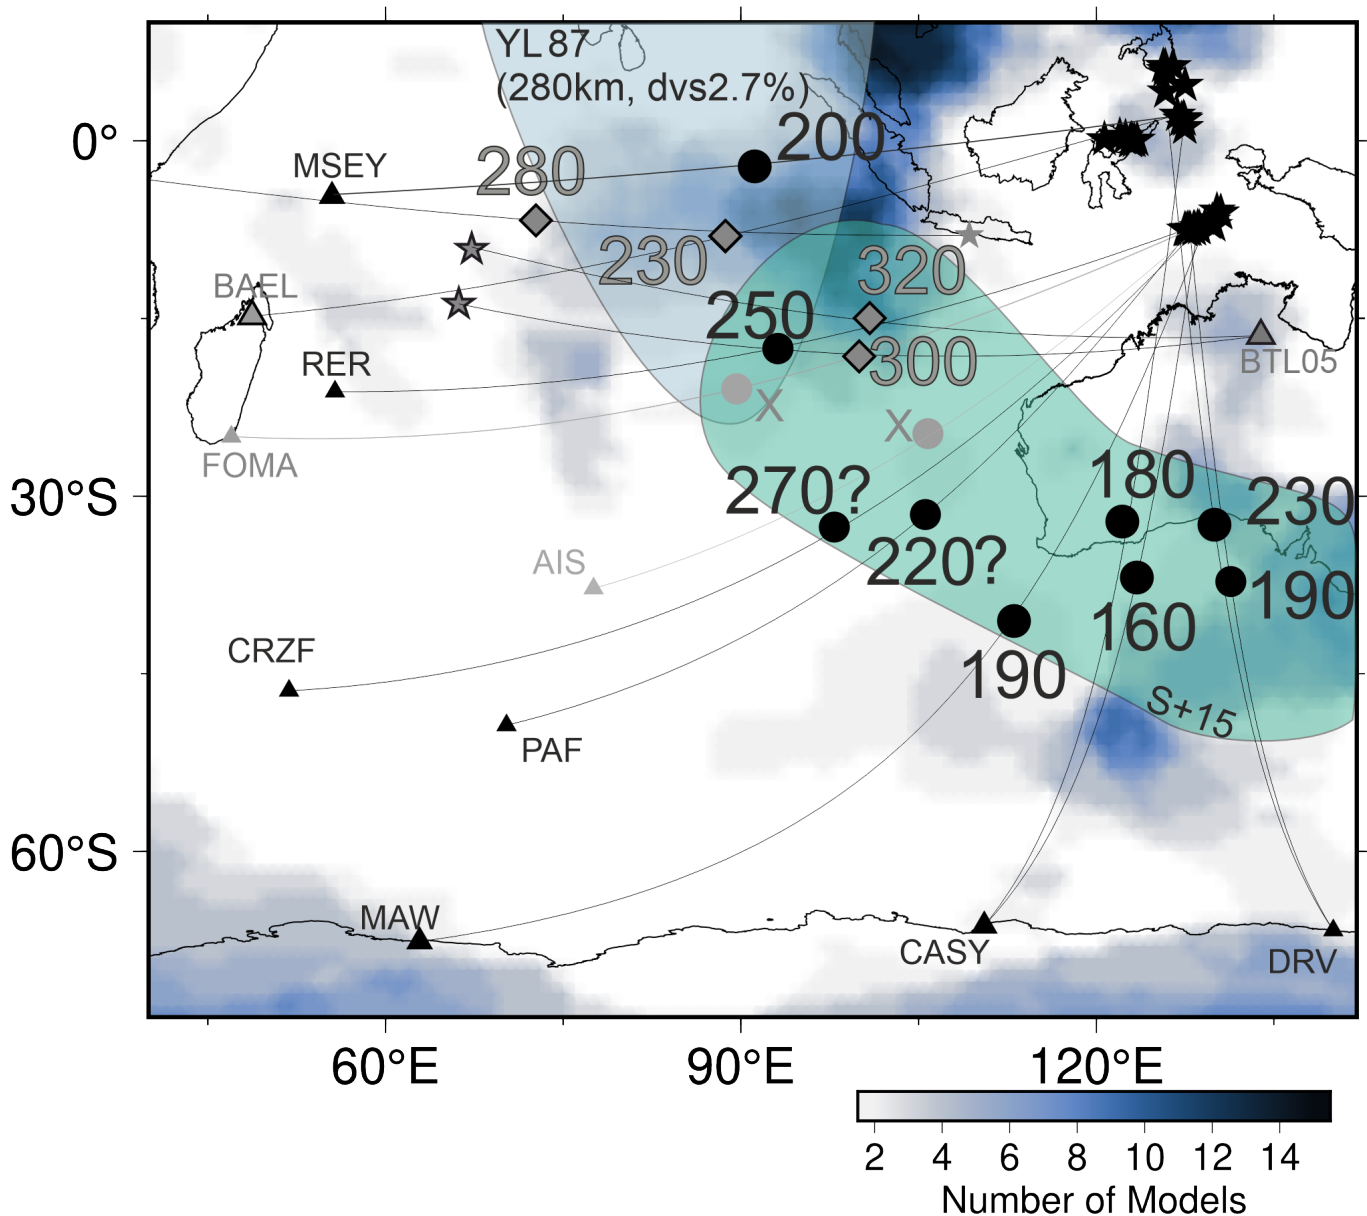 YL 87
(280km, dvs2.7%)
0°
200
MSEY
280
230
320
BAEL
250
RER
300
BTL05
X
X
FOMA
180
270?
230
30°S
220?
AIS
190
160
CRZF
190
S+15
PAF
60°S
MAW
CASY
DRV
60°E
90°E
120°E
2 4 6 8 10 12 14
Number of Models